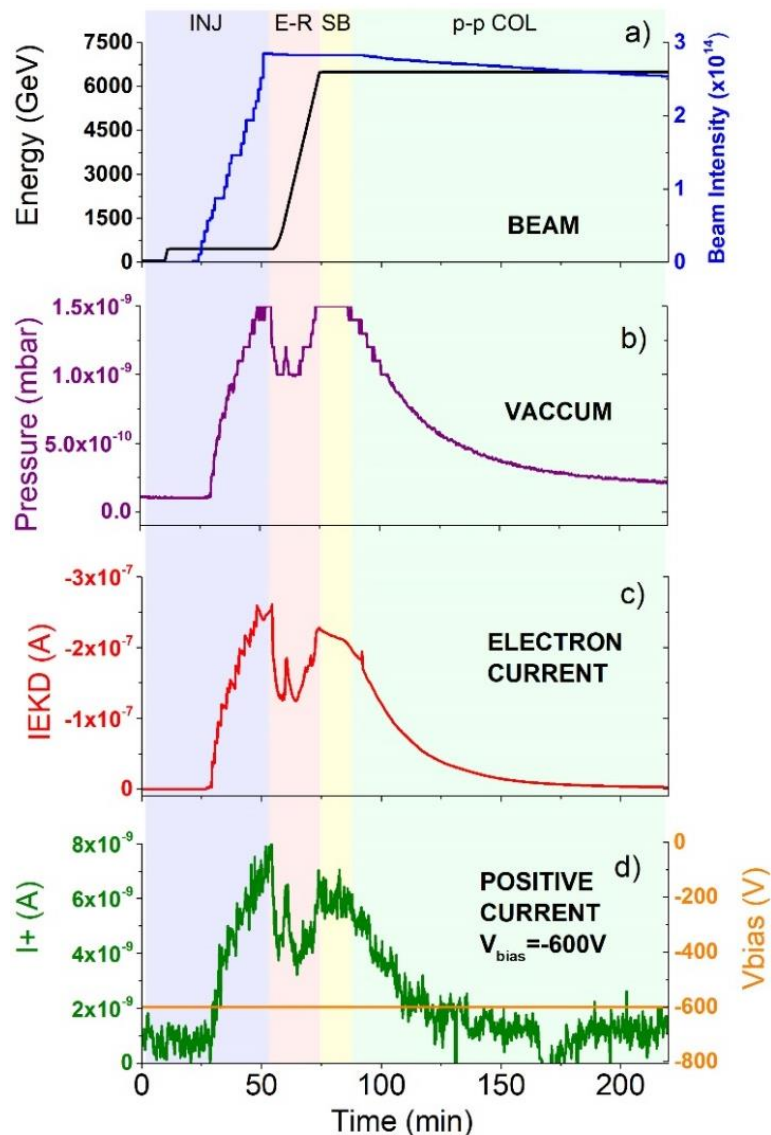 INJ E-R SB p-p COL
a)
7500
6000
4500
3000
1500
0
Energy (GeV)
3
2
1
0
Beam Intensity (x10¹⁴)
BEAM
b)
1.5x10⁻⁹
1.0x10⁻⁹
5.0x10⁻¹⁰
0.0
Pressure (mbar)
VACCUM
c)
-3x10⁻⁷
-2x10⁻⁷
-1x10⁻⁷
0
IEKD (A)
ELECTRON
CURRENT
d)
8x10⁻⁹
6x10⁻⁹
4x10⁻⁹
2x10⁻⁹
0
I+ (A)
0
-200
-400
-600
-800
Vbias (V)
POSITIVE
CURRENT
V_bias=-600V
0 50 100 150 200
Time (min)